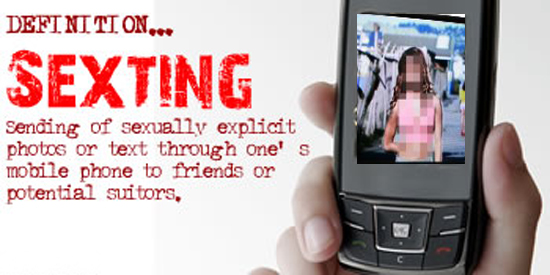 DEFINITION...
SEXTING
Sending of sexually explicit
photos or text through one's
mobile phone to friends or
potential suitors.
C